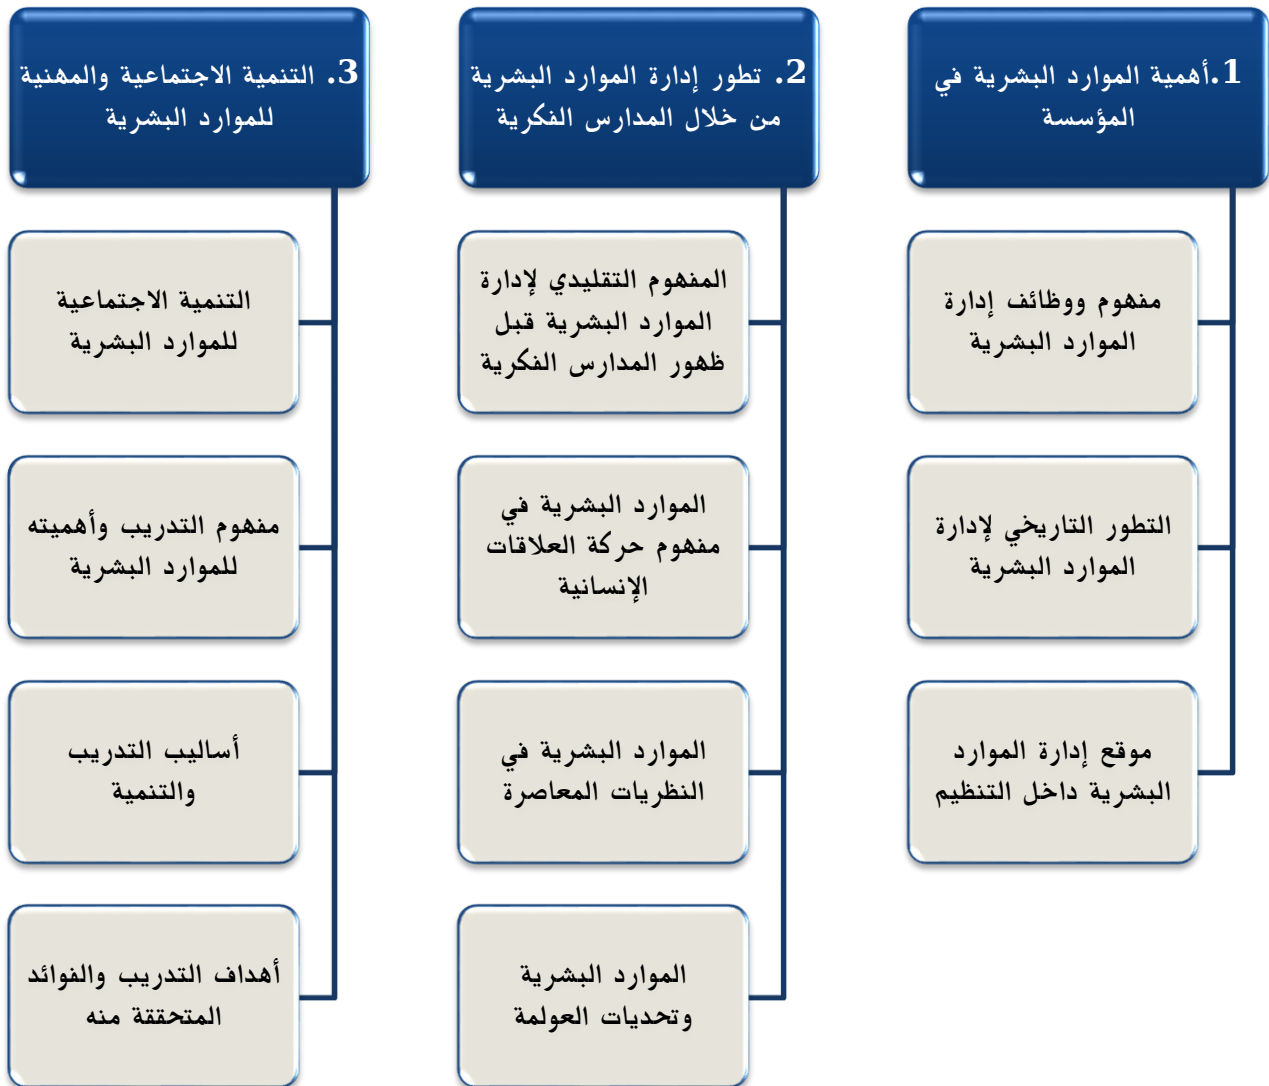 1.أهمية الموارد البشرية في
المؤسسة
مفهوم ووظائف إدارة
الموارد البشرية
التطور التاريخي لإدارة
الموارد البشرية
موقع إدارة الموارد
البشرية داخل التنظيم
2. تطور إدارة الموارد البشرية
من خلال المدارس الفكرية
المفهوم التقليدي لإدارة
الموارد البشرية قبل
ظهور المدارس الفكرية
الموارد البشرية في
مفهوم حركة العلاقات
الإنسانية
الموارد البشرية في
النظريات المعاصرة
الموارد البشرية
وتحديات العولمة
3. التنمية الاجتماعية والمهنية
للموارد البشرية
التنمية الاجتماعية
للموارد البشرية
مفهوم التدريب وأهميته
للموارد البشرية
أساليب التدريب
والتنمية
أهداف التدريب والفوائد
المتحققة منه